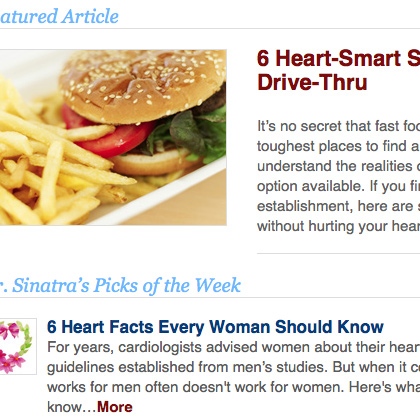 atured Article
6 Heart-Smart S
Drive-Thru
It's no secret that fast foo
toughest places to find a
understand the realities
option available. If you fi
establishment, here are s
without hurting your hear
r. Sinatra's Picks of the Week
6 Heart Facts Every Woman Should Know
For years, cardiologists advised women about their heart
guidelines established from men's studies. But when it c
works for men often doesn't work for women. Here's wha
know…More